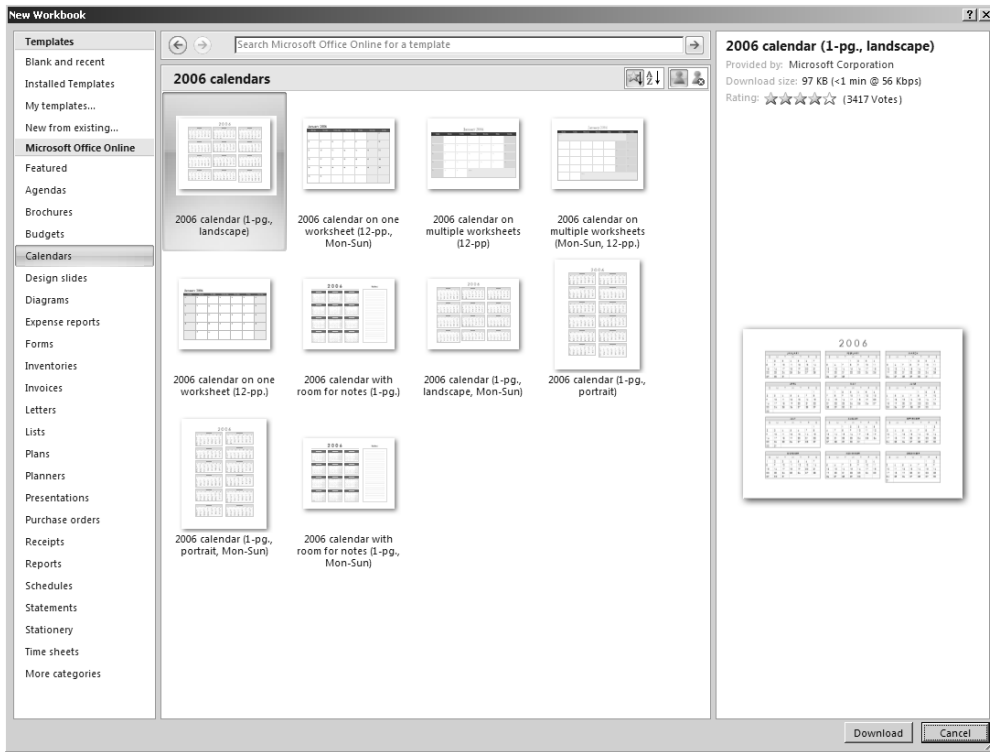 New Workbook
Templates
Blank and recent
Installed Templates
My templates...
New from existing...
Microsoft Office Online
Featured
Agendas
Brochures
Budgets
Calendars
Design slides
Diagrams
Expense reports
Forms
Inventories
Invoices
Letters
Lists
Plans
Planners
Presentations
Purchase orders
Receipts
Reports
Schedules
Statements
Stationery
Time sheets
More categories
Search Microsoft Office Online for a template
2006 calendars
2006 calendar (1-pg.,
landscape)
2006 calendar on one
worksheet (12-pp.,
Mon-Sun)
2006 calendar on
multiple worksheets
(12-pp)
2006 calendar on
multiple worksheets
(Mon-Sun, 12-pp.)
2006 calendar on one
worksheet (12-pp.)
2006 calendar with
room for notes (1-pg.)
2006 calendar (1-pg.,
landscape, Mon-Sun)
2006 calendar (1-pg.,
portrait)
2006 calendar (1-pg.,
portrait, Mon-Sun)
2006 calendar with
room for notes (1-pg.,
Mon-Sun)
2006 calendar (1-pg., landscape)
Provided by: Microsoft Corporation
Download size: 97 KB (<1 min @ 56 Kbps)
Rating: (3417 Votes)
2006
Download
Cancel